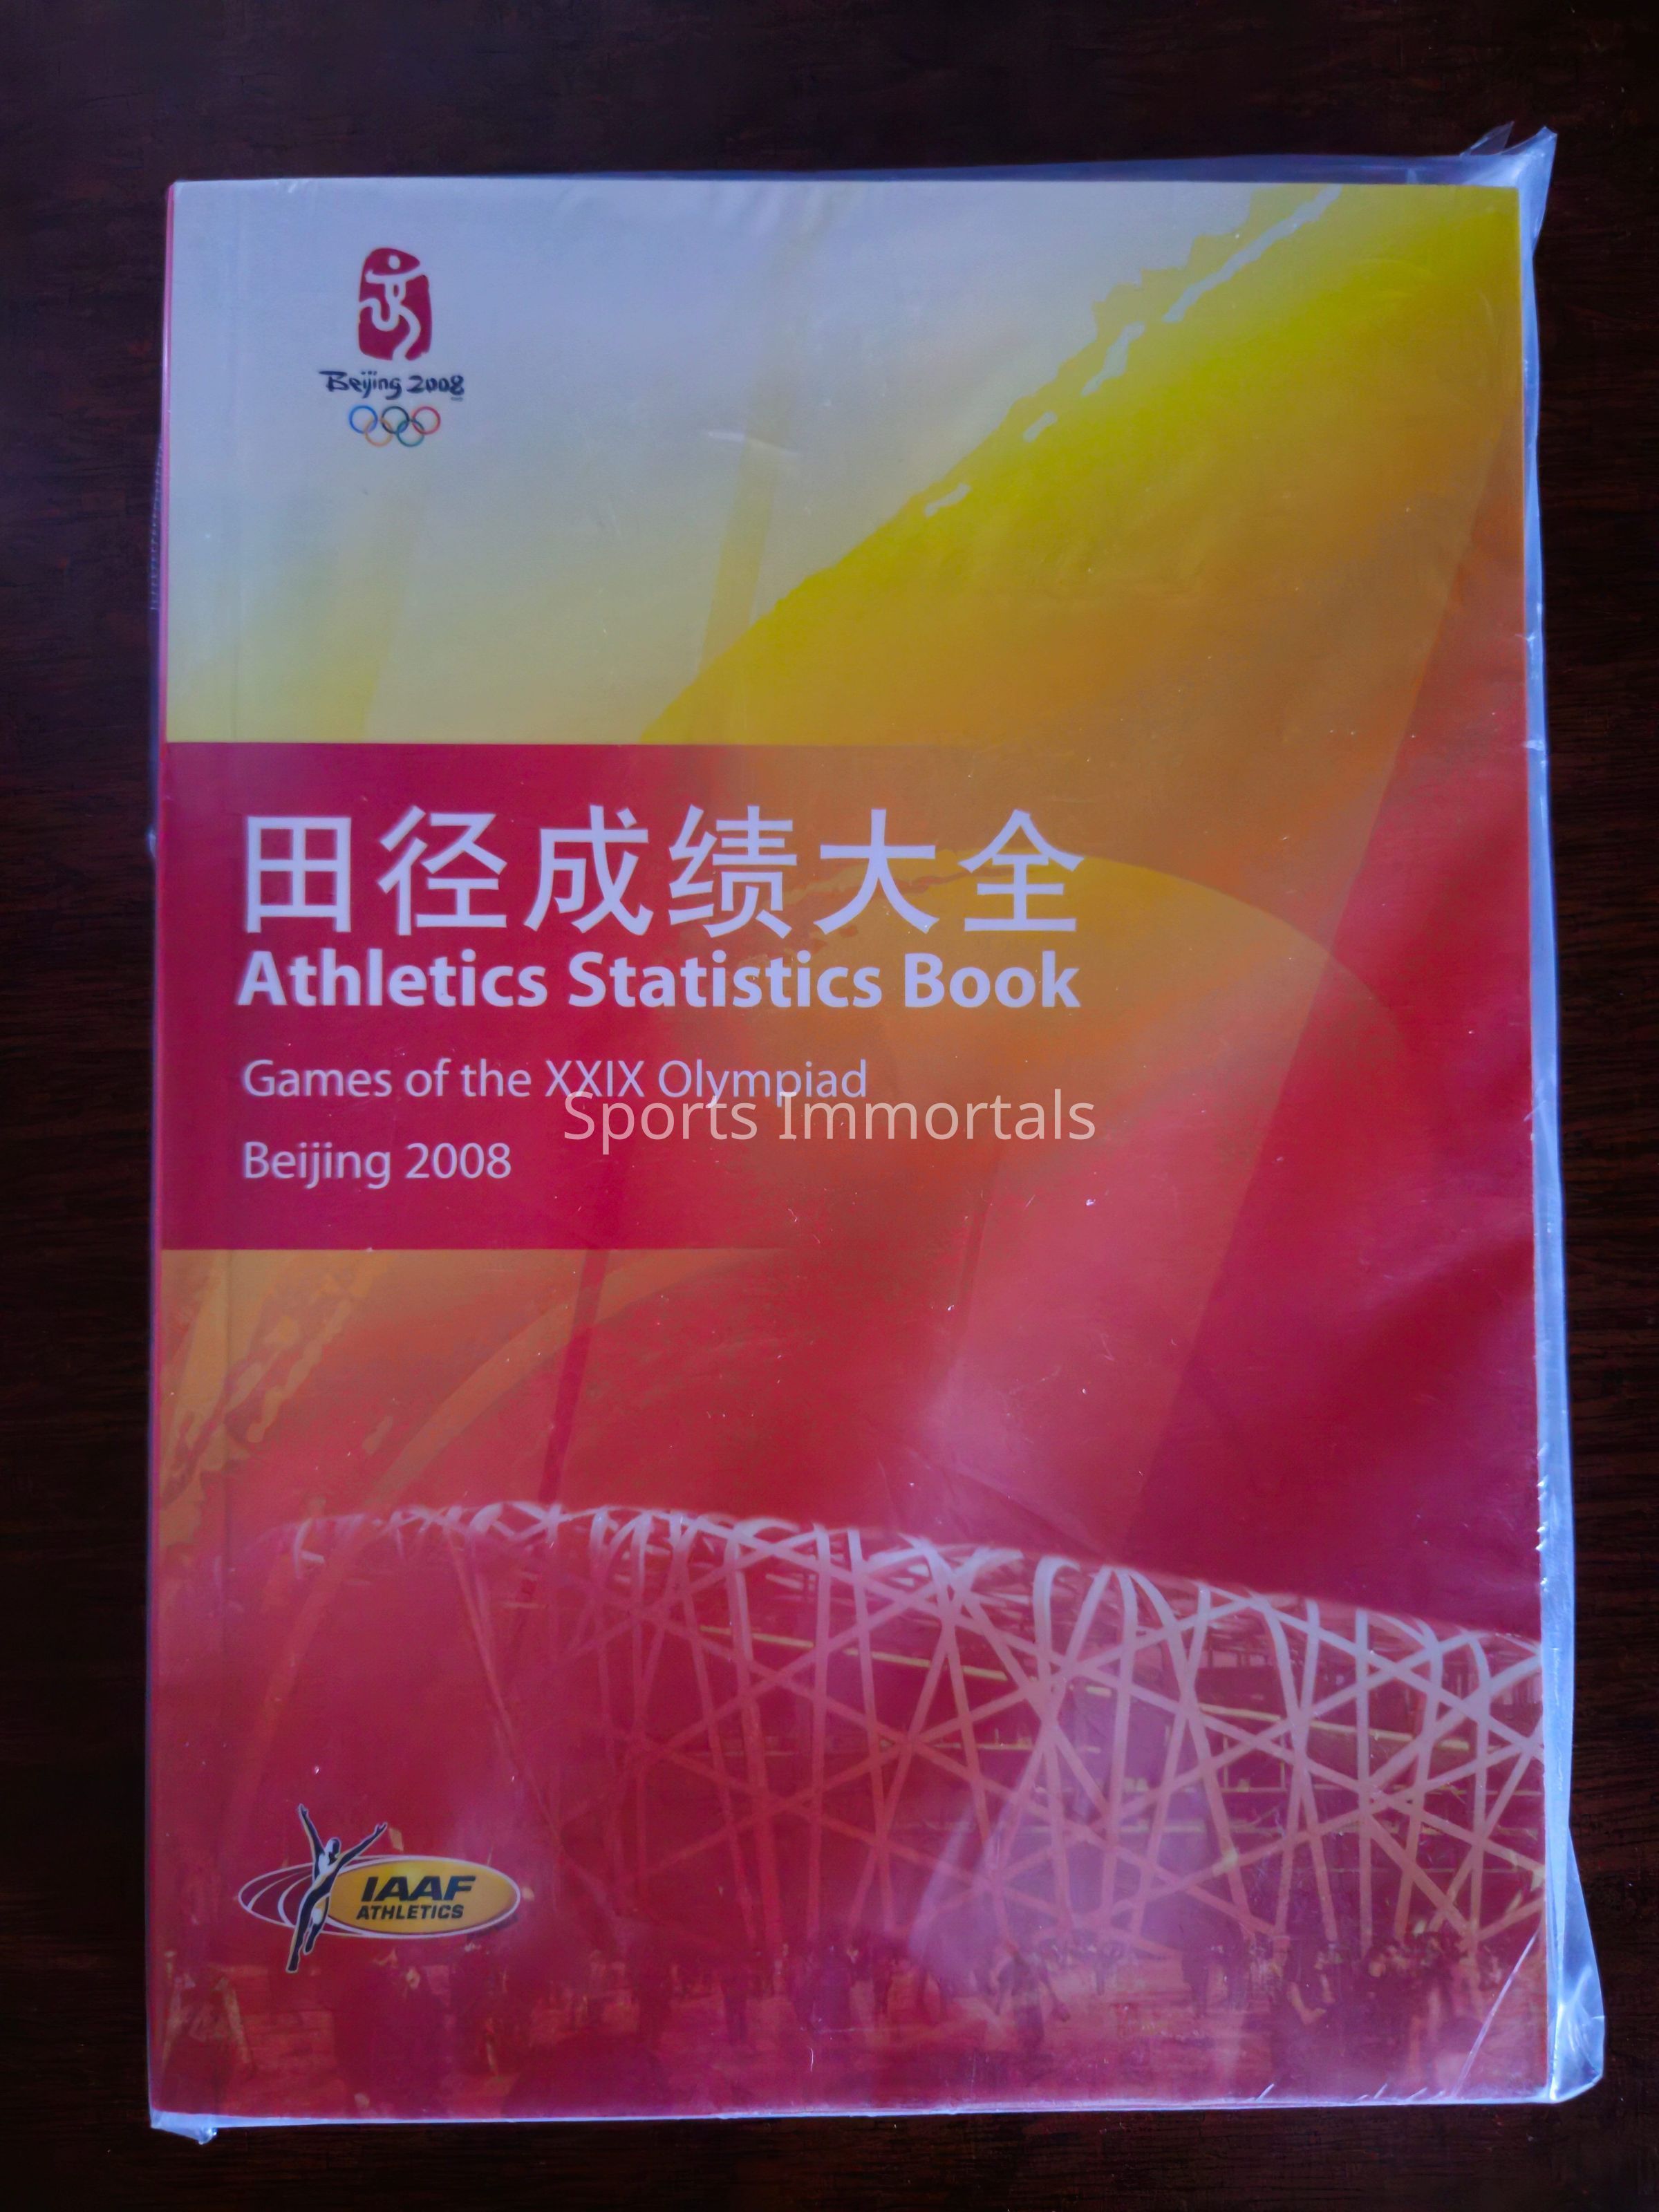 Beijing 2008
田径成绩大全
Athletics Statistics Book
Games of the XXIX Olympiad
Sports Immortals
Beijing 2008
IAAF
ATHLETICS